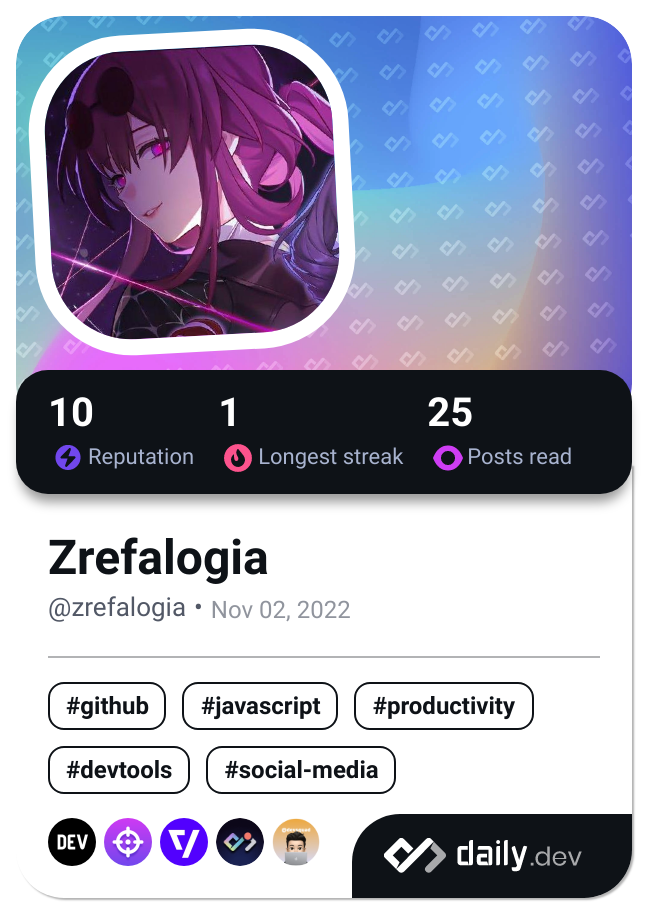 10 1 25
Reputation Longest streak Posts read
Zrefalogia
@zrefalogia • Nov 02, 2022
#github #javascript #productivity
#devtools #social-media
DEV
daily.dev